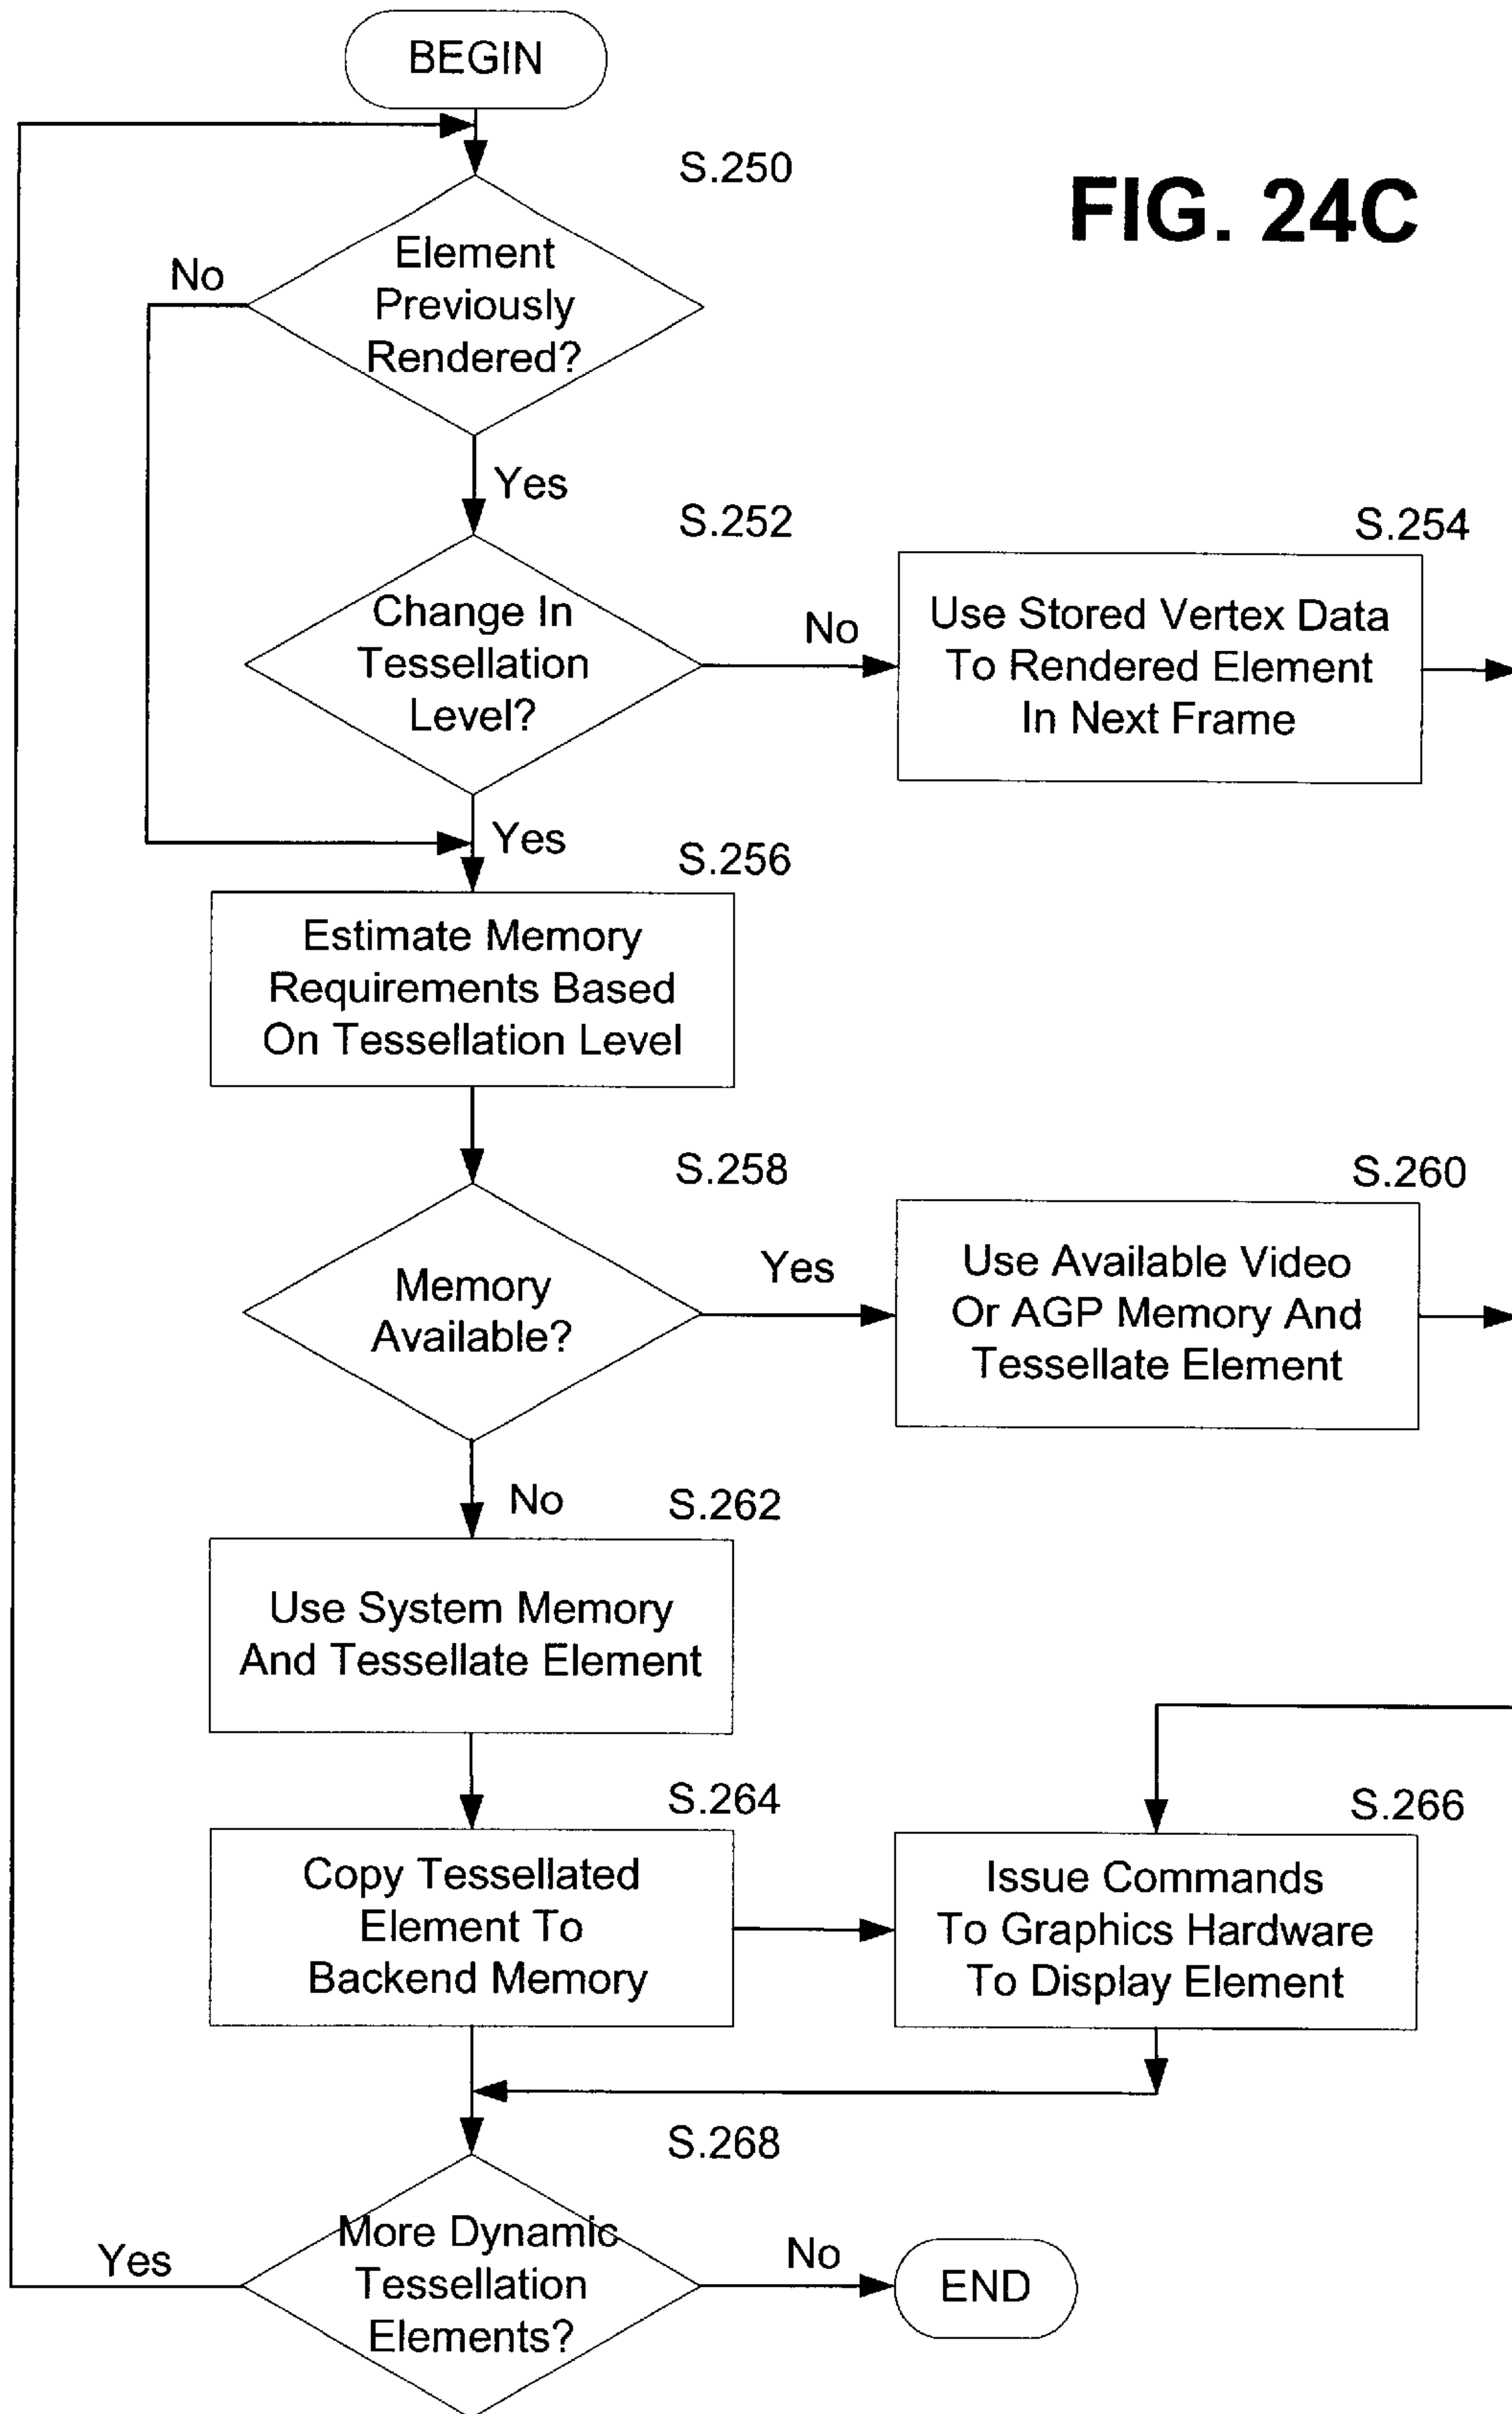 BEGIN
S.250
FIG. 24C
Element
Previously
Rendered?
No
Yes
S.252
Change In
Tessellation
Level?
No
S.254
Use Stored Vertex Data
To Rendered Element
In Next Frame
Yes
S.256
Estimate Memory
Requirements Based
On Tessellation Level
S.258
Memory
Available?
Yes
S.260
Use Available Video
Or AGP Memory And
Tessellate Element
No
S.262
Use System Memory
And Tessellate Element
S.264
Copy Tessellated
Element To
Backend Memory
S.266
Issue Commands
To Graphics Hardware
To Display Element
S.268
More Dynamic
Tessellation
Elements?
Yes
No
END